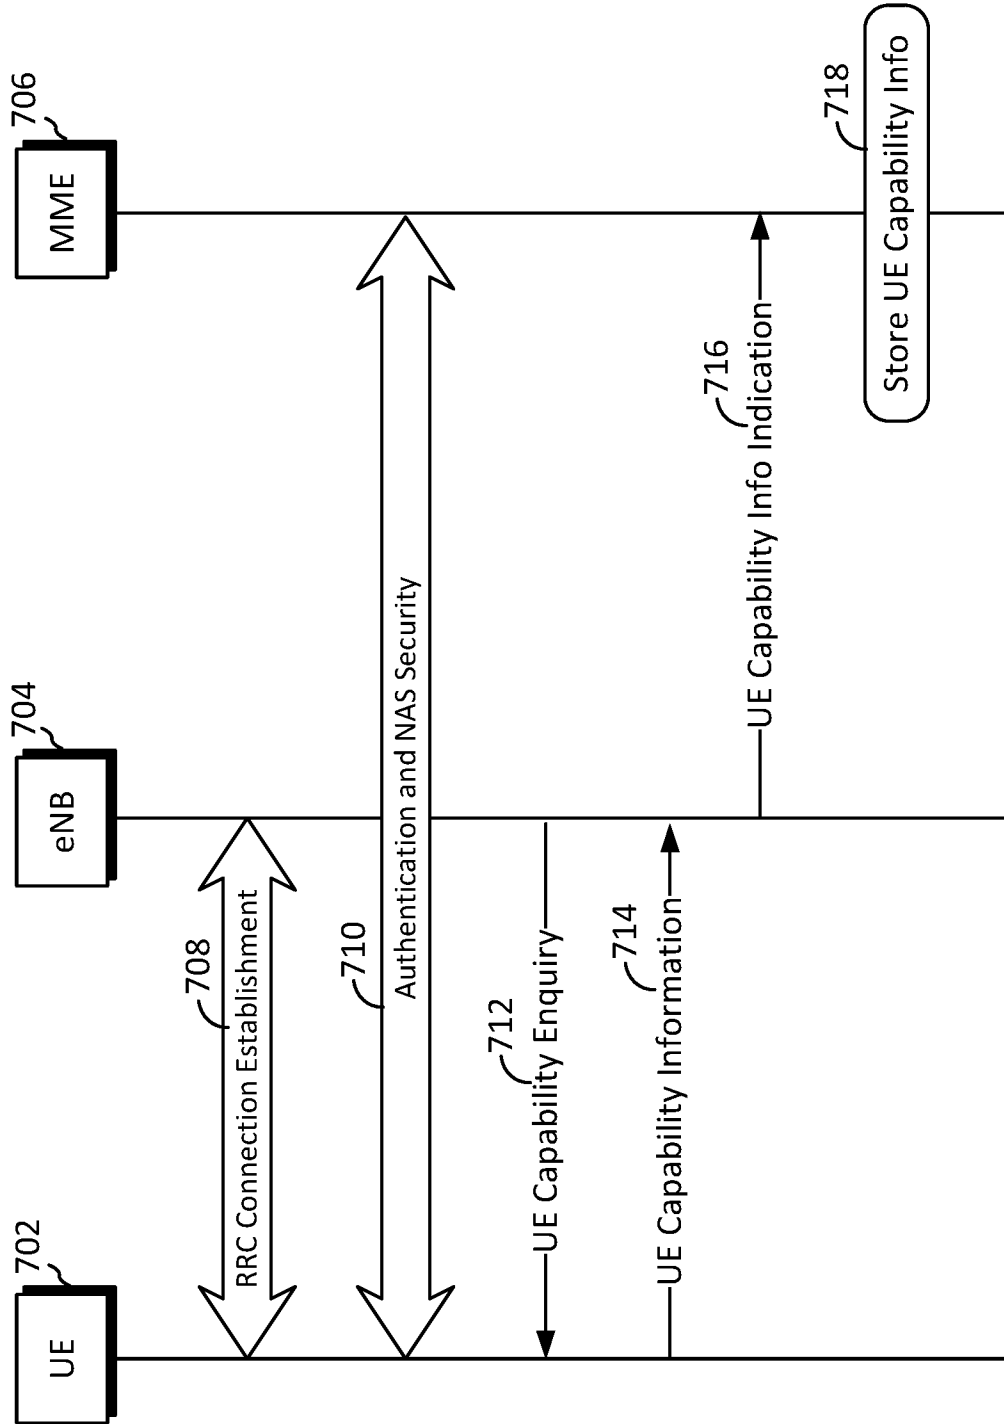 702
UE
704
eNB
706
MME
708
RRC Connection Establishment
710
Authentication and NAS Security
712
UE Capability Enquiry
714
UE Capability Information
716
UE Capability Info Indication
718
Store UE Capability Info